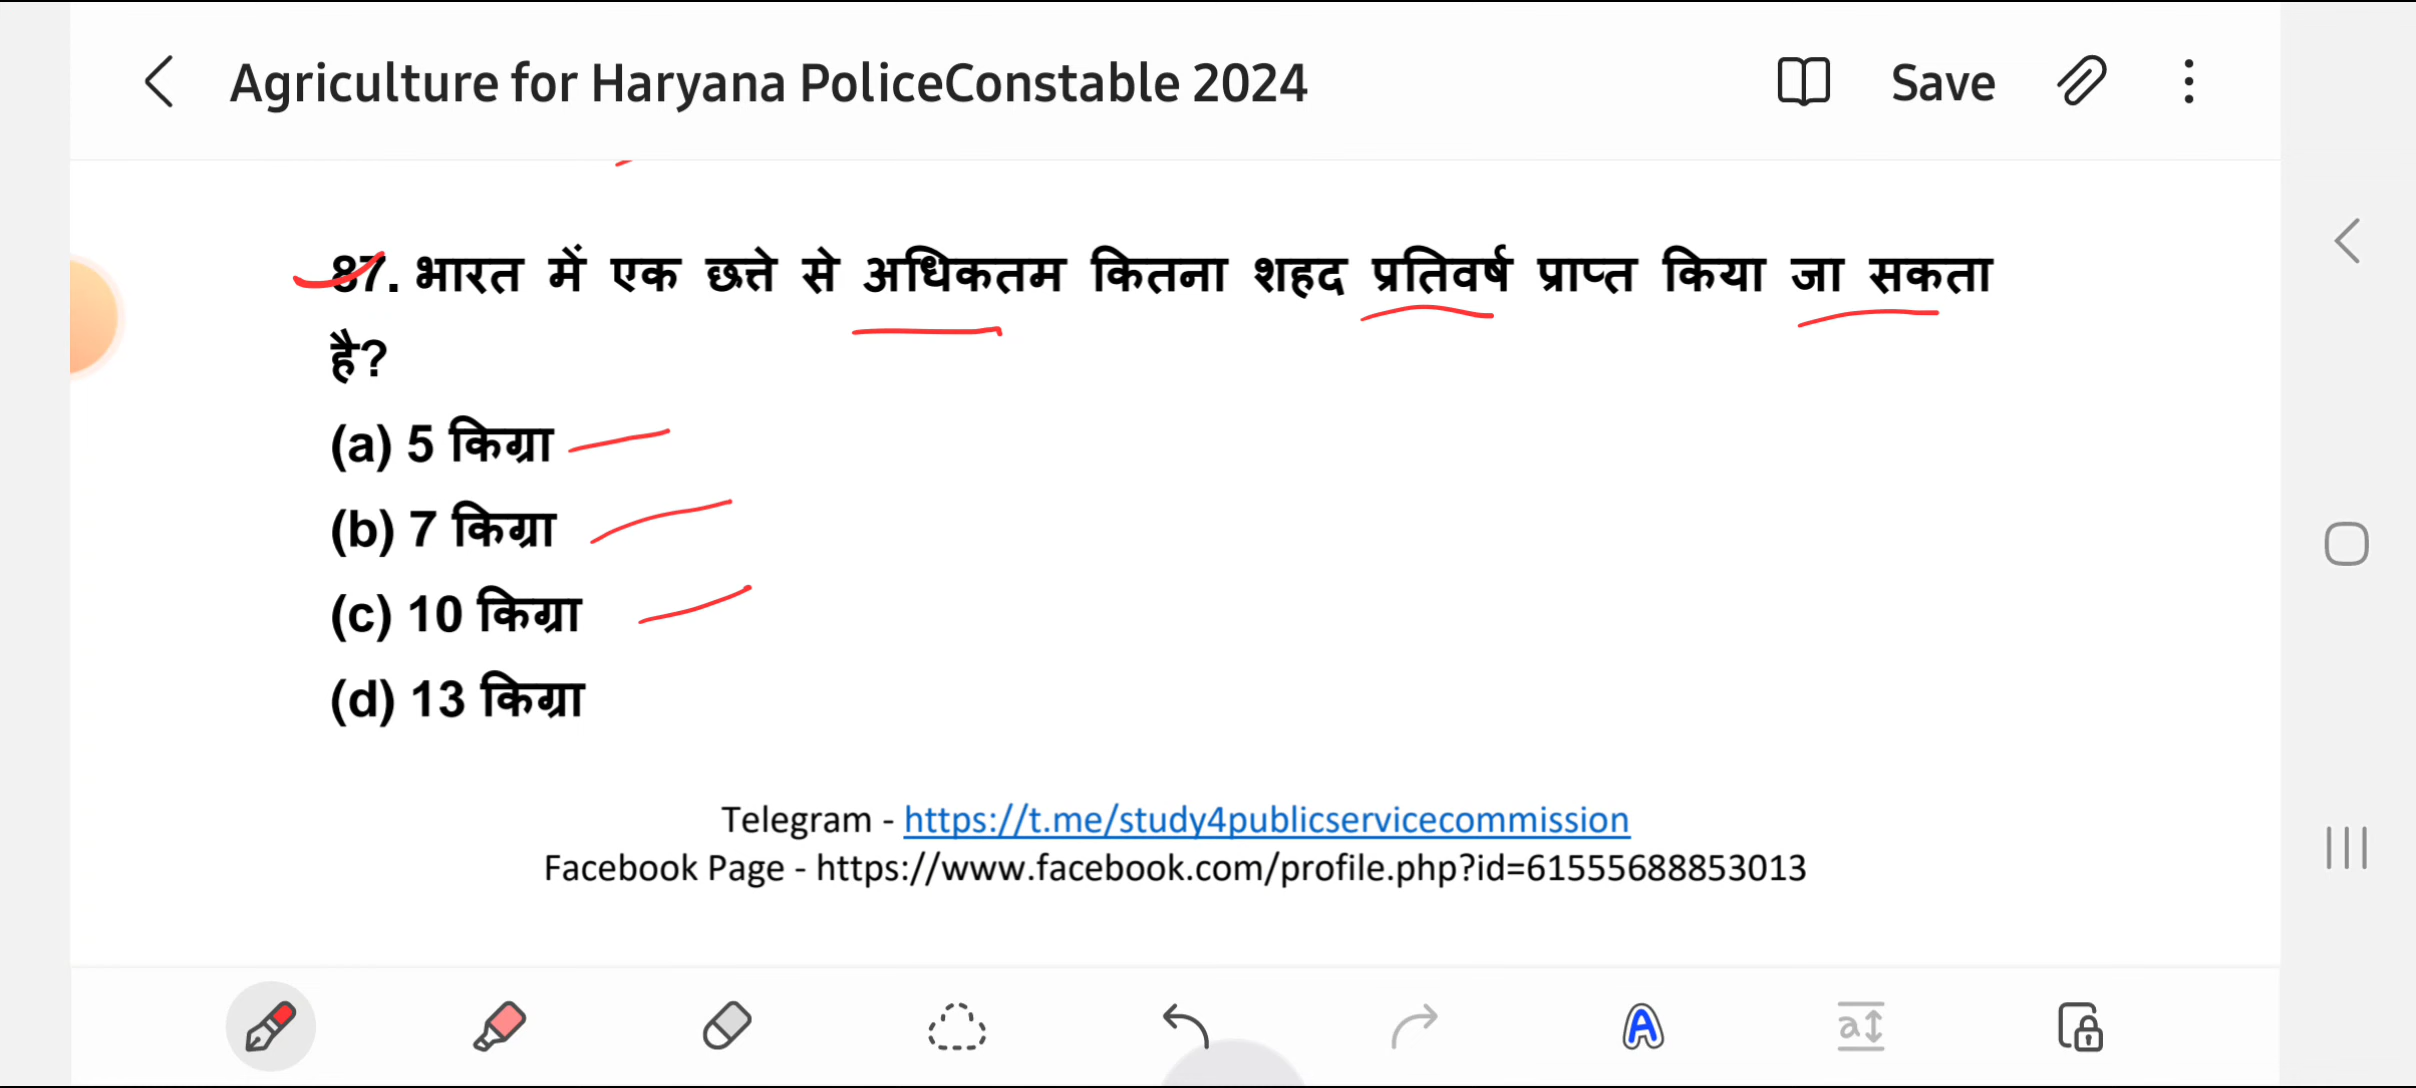 Agriculture for Haryana PoliceConstable 2024 Save
87. भारत में एक छत्ते से अधिकतम कितना शहद प्रतिवर्ष प्राप्त किया जा सकता
है?
(a) 5 किग्रा
(b) 7 किग्रा
(c) 10 किग्रा
(d) 13 किग्रा
Telegram - https://t.me/study4publicservicecommission
Facebook Page - https://www.facebook.com/profile.php?id=61555688853013